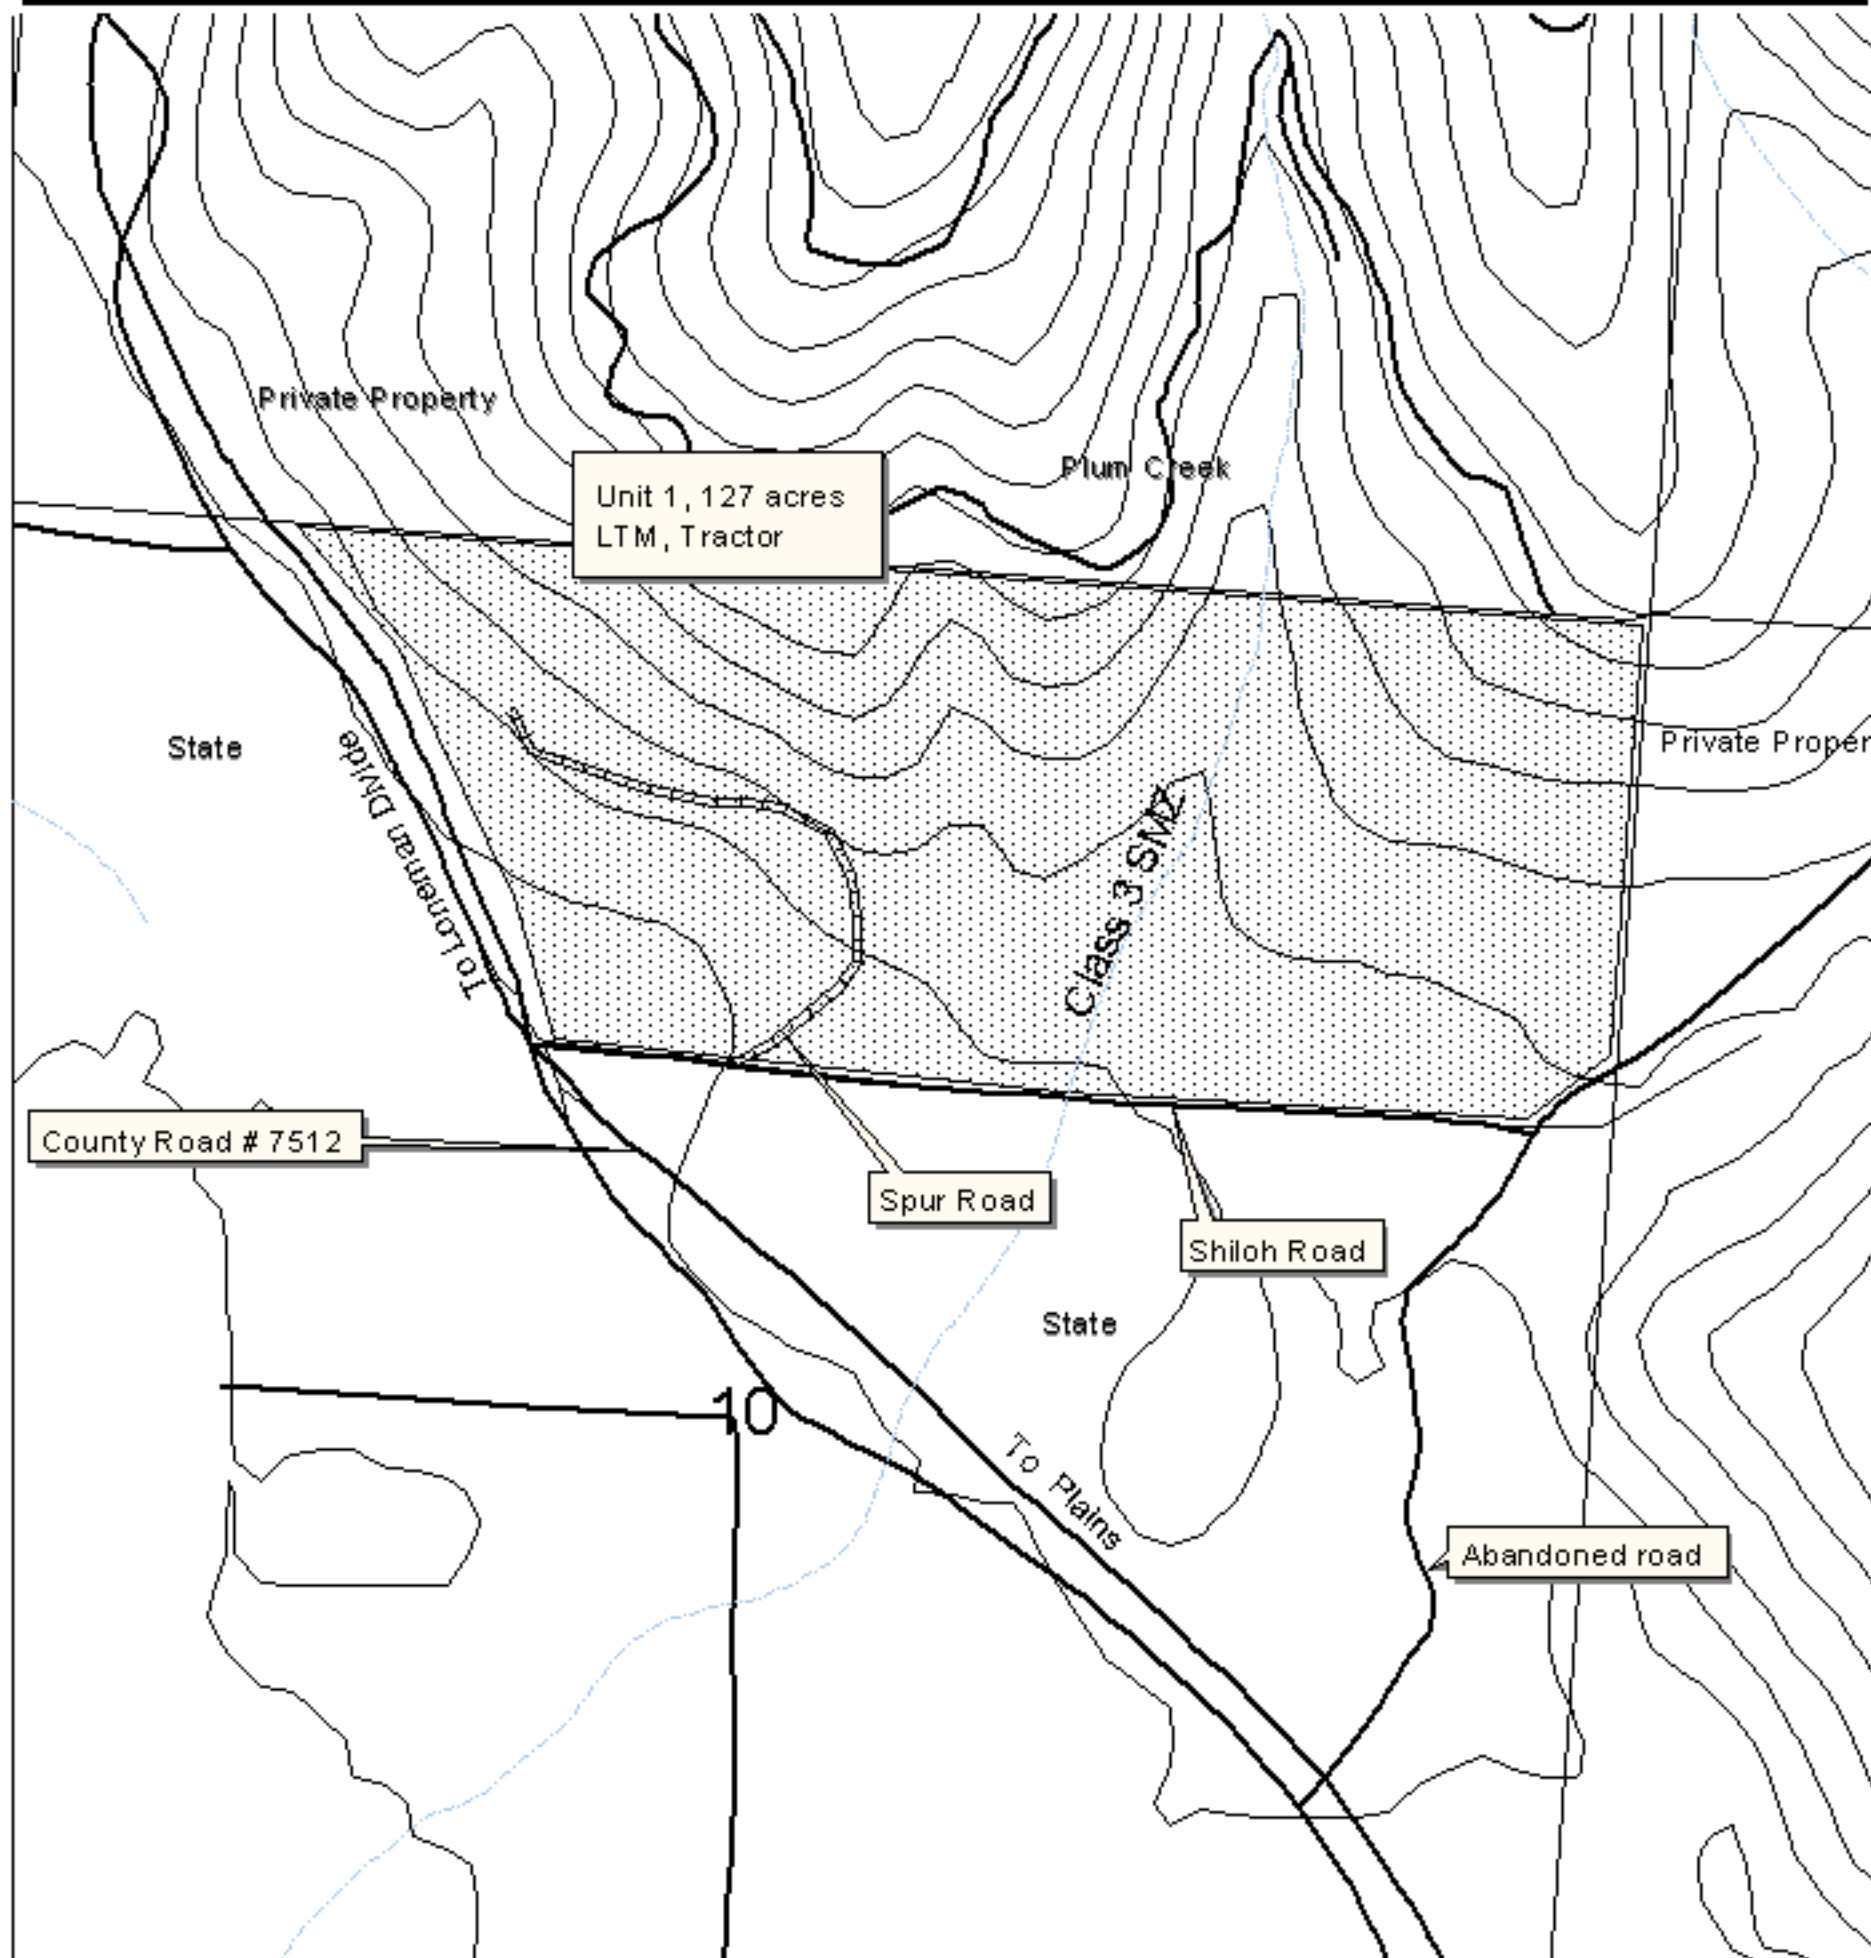 Private Property
Plum Creek
Unit 1, 127 acres
LTM, Tractor
State
Private Proper
To Loneman Divide
Class 3 SMZ
County Road # 7512
Spur Road
Shiloh Road
State
10
To Plains
Abandoned road